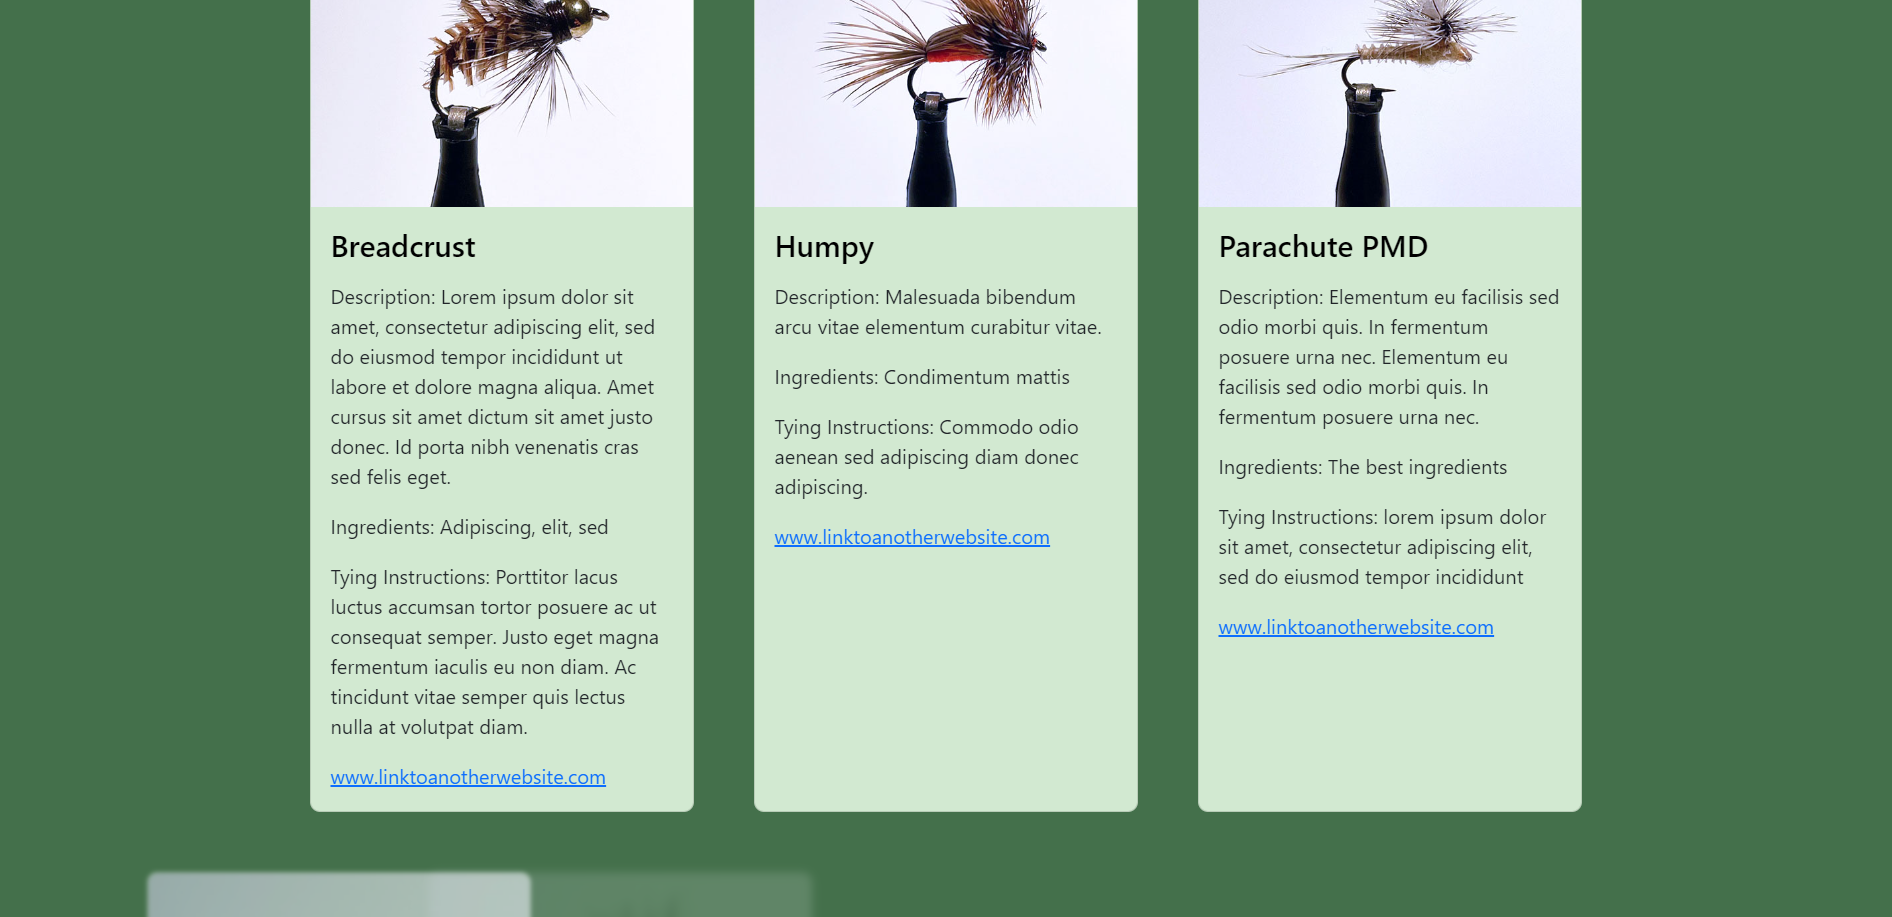 Breadcrust
Description: Lorem ipsum dolor sit
amet, consectetur adipiscing elit, sed
do eiusmod tempor incididunt ut
labore et dolore magna aliqua. Amet
cursus sit amet dictum sit amet justo
donec. Id porta nibh venenatis cras
sed felis eget.
Ingredients: Adipiscing, elit, sed
Tying Instructions: Porttitor lacus
luctus accumsan tortor posuere ac ut
consequat semper. Justo eget magna
fermentum iaculis eu non diam. Ac
tincidunt vitae semper quis lectus
nulla at volutpat diam.
www.linktoanotherwebsite.com
Humpy
Description: Malesuada bibendum
arcu vitae elementum curabitur vitae.
Ingredients: Condimentum mattis
Tying Instructions: Commodo odio
aenean sed adipiscing diam donec
adipiscing.
www.linktoanotherwebsite.com
Parachute PMD
Description: Elementum eu facilisis sed
odio morbi quis. In fermentum
posuere urna nec. Elementum eu
facilisis sed odio morbi quis. In
fermentum posuere urna nec.
Ingredients: The best ingredients
Tying Instructions: lorem ipsum dolor
sit amet, consectetur adipiscing elit,
sed do eiusmod tempor incididunt
www.linktoanotherwebsite.com